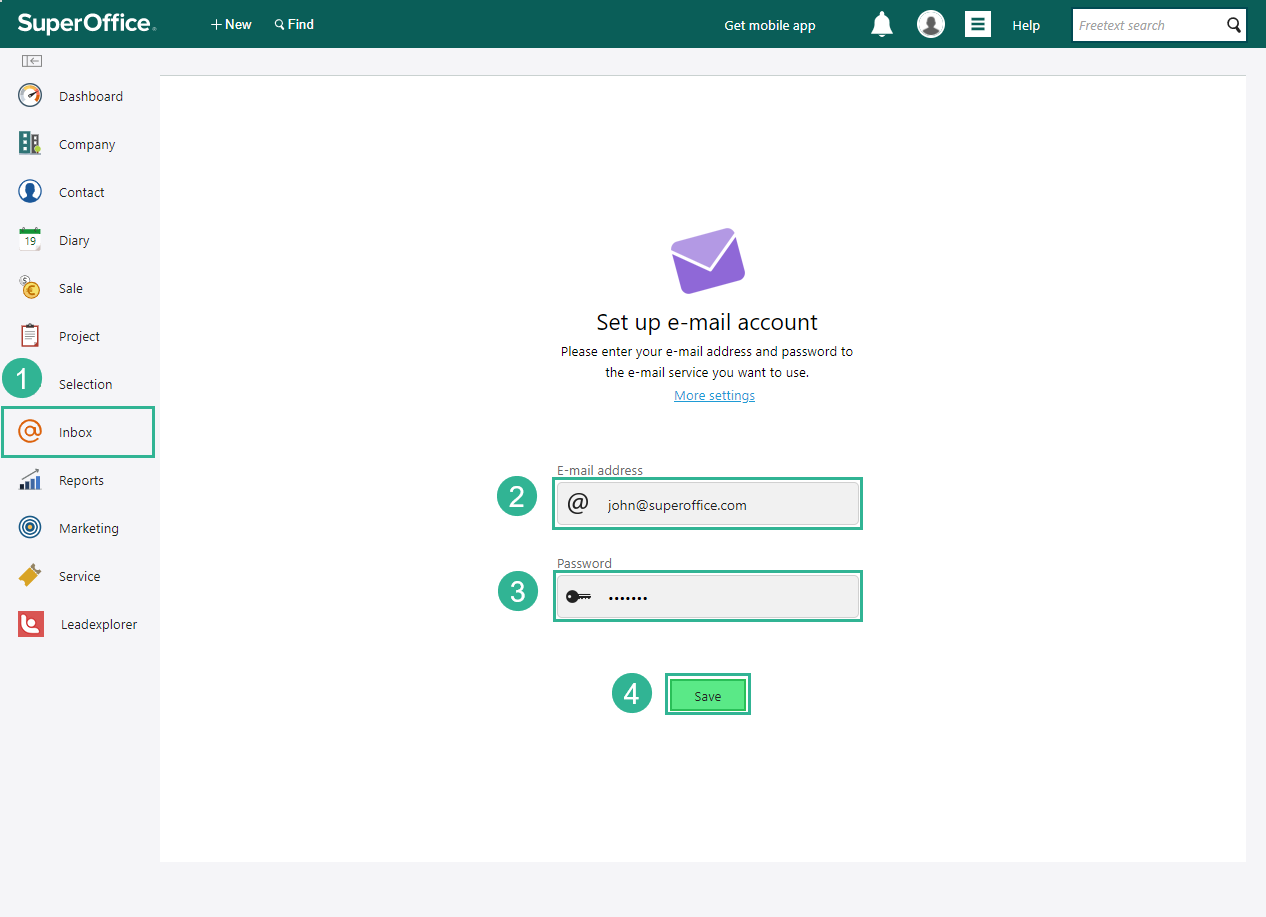 SuperOffice
+ New
Find
Get mobile app
Help
Freetext search
Dashboard
Company
Contact
19
Diary
$
€
Sale
Project
1
Selection
@
Inbox
Reports
Marketing
Service
Leadexplorer
Set up e-mail account
Please enter your e-mail address and password to
the e-mail service you want to use.
More settings
E-mail address
2
@ john@superoffice.com
Password
3
•••••••
4
Save